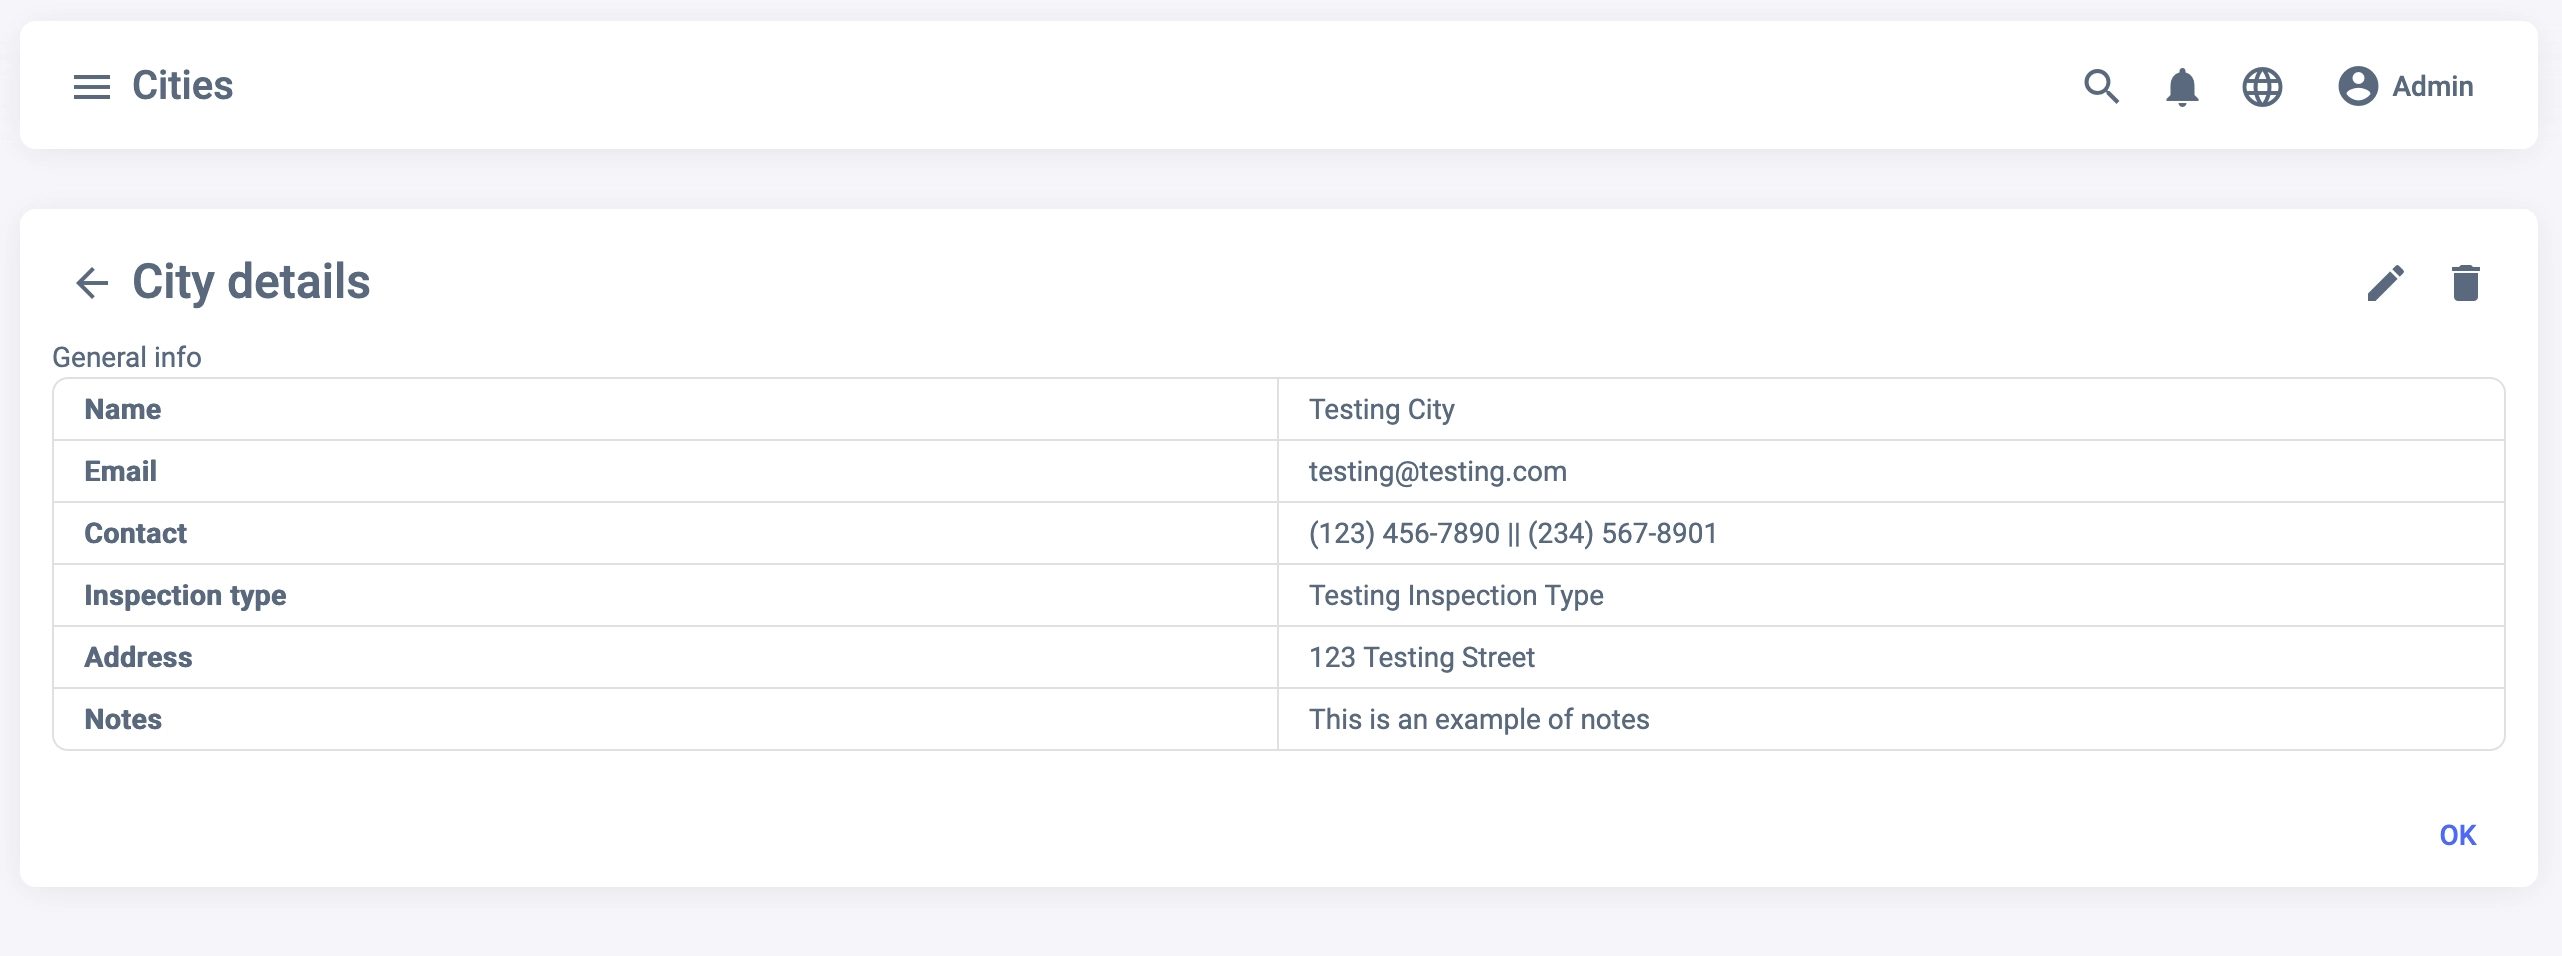 Cities
Admin
City details
General info
Name Testing City
Email testing@testing.com
Contact (123) 456-7890 || (234) 567-8901
Inspection type Testing Inspection Type
Address 123 Testing Street
Notes This is an example of notes
OK